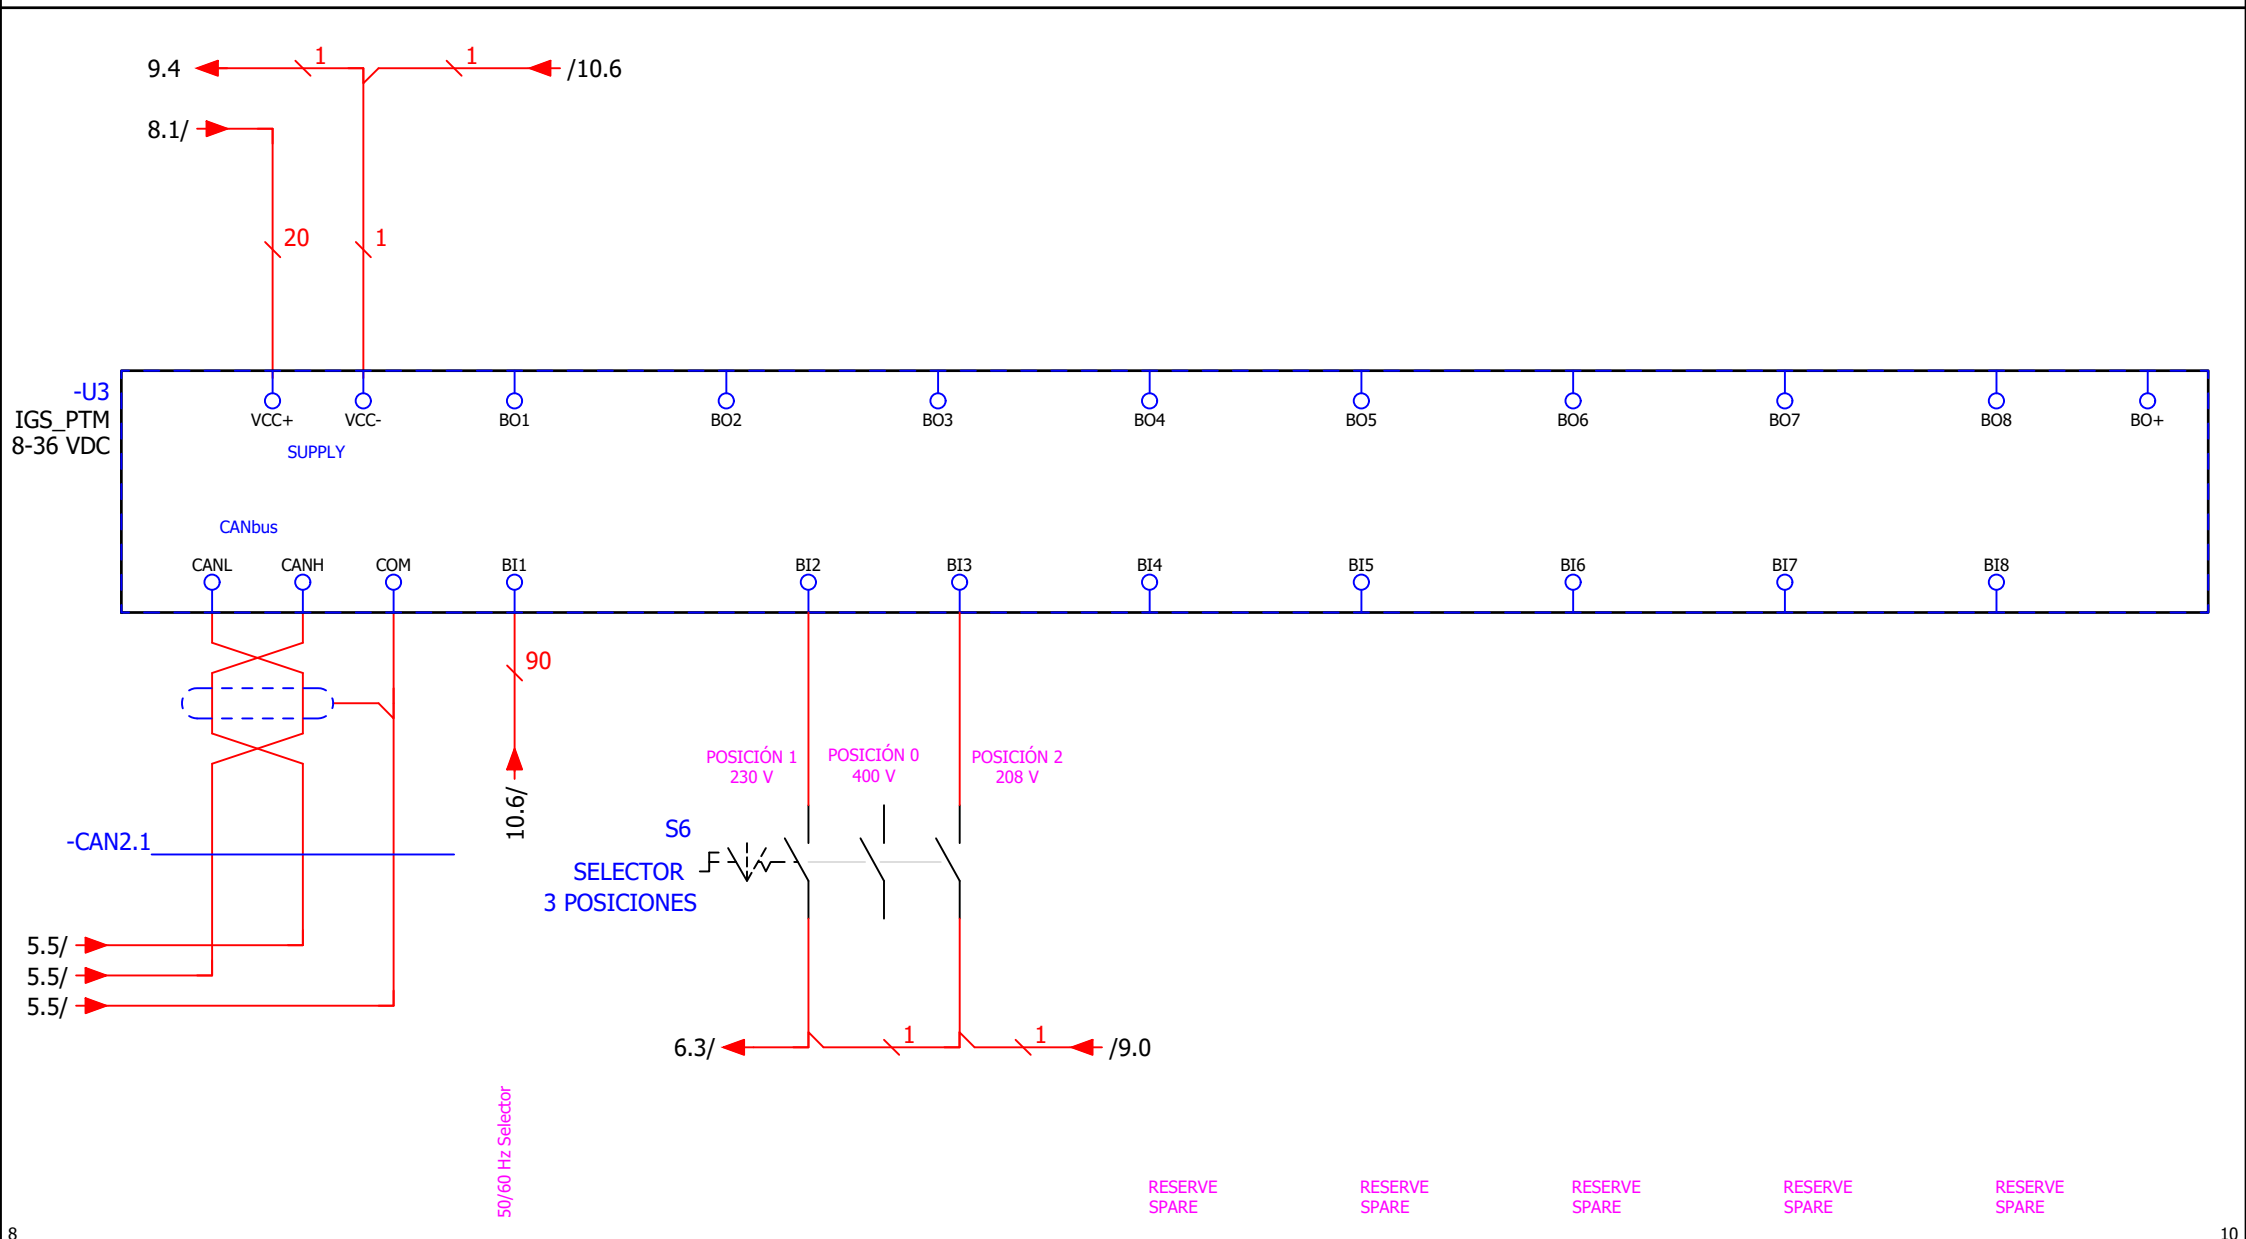 9.4
1
1
/10.6
8.1/
20
1
-U3
IGS_PTM
8-36 VDC
VCC+
VCC-
BO1
BO2
BO3
BO4
BO5
BO6
BO7
BO8
BO+
SUPPLY
CANbus
CANL
CANH
COM
BI1
BI2
BI3
BI4
BI5
BI6
BI7
BI8
90
10.6/
POSICIÓN 1
230 V
POSICIÓN 0
400 V
POSICIÓN 2
208 V
S6
SELECTOR
3 POSICIONES
-CAN2.1
5.5/
5.5/
5.5/
6.3/
1
1
/9.0
50/60 Hz Selector
RESERVE
SPARE
RESERVE
SPARE
RESERVE
SPARE
RESERVE
SPARE
RESERVE
SPARE
8
10